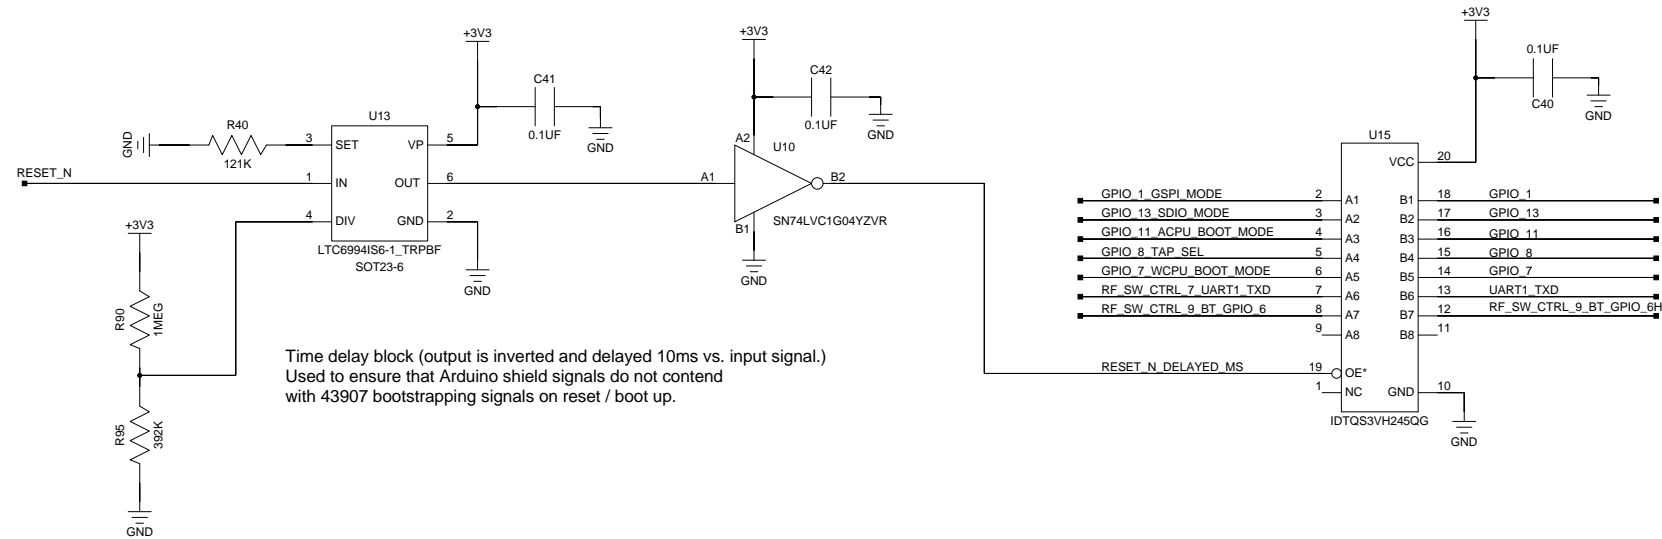 +3V3
C41
0.1UF
GND
+3V3
C42
0.1UF
GND
+3V3
0.1UF
C40
GND
GND
R40
121K
U13
3 SET VP 5
RESET_N
1 IN OUT 6
4 DIV GND 2
LTC6994IS6-1_TRPBF
SOT23-6
GND
A2
U10
A1
B2
B1
SN74LVC1G04YZVR
GND
+3V3
R90
1MEG
R95
392K
GND
Time delay block (output is inverted and delayed 10ms vs. input signal.)
Used to ensure that Arduino shield signals do not contend
with 43907 bootstrapping signals on reset / boot up.
U15
VCC 20
GPIO_1_GSPI_MODE 2 A1 B1 18 GPIO_1
GPIO_13_SDIO_MODE 3 A2 B2 17 GPIO_13
GPIO_11_ACPU_BOOT_MODE 4 A3 B3 16 GPIO_11
GPIO_8_TAP_SEL 5 A4 B4 15 GPIO_8
GPIO_7_WCPU_BOOT_MODE 6 A5 B5 14 GPIO_7
RF_SW_CTRL_7_UART1_TXD 7 A6 B6 13 UART1_TXD
RF_SW_CTRL_9_BT_GPIO_6 8 A7 B7 12 RF_SW_CTRL_9_BT_GPIO_6H
9 A8 B8 11
RESET_N_DELAYED_MS 19 OE*
1 NC GND 10
IDTQS3VH245QG
GND